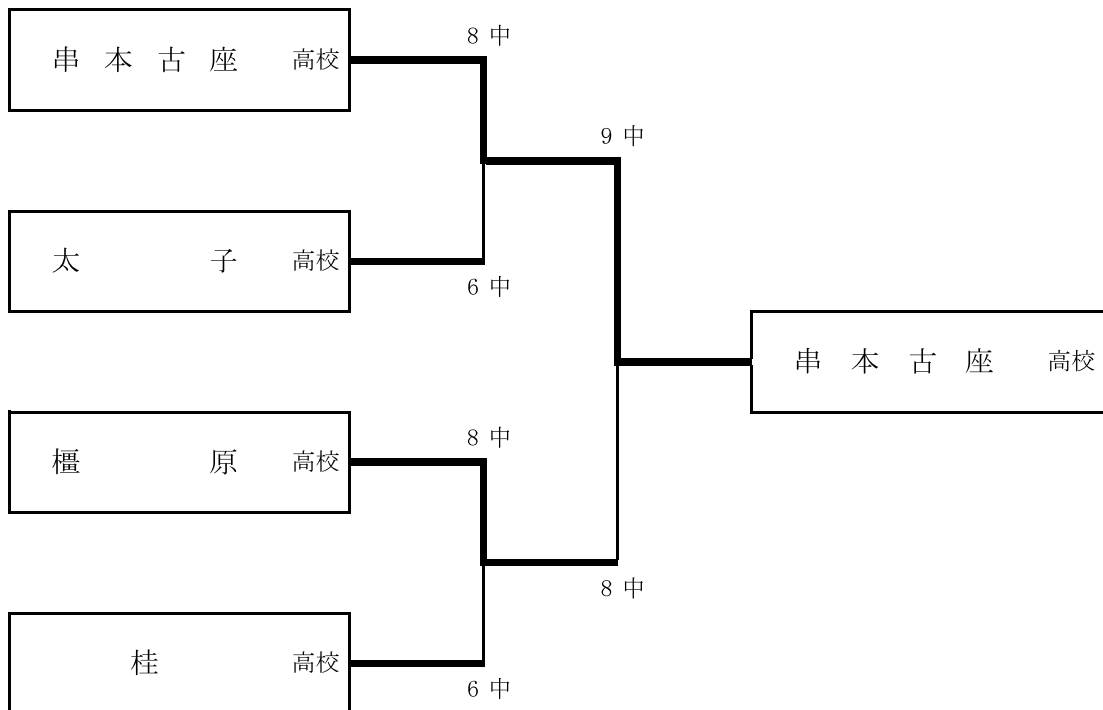 8 中
串 本 古 座 高校
9 中
太 子 高校
6 中
串 本 古 座 高校
8 中
橿 原 高校
8 中
桂 高校
6 中